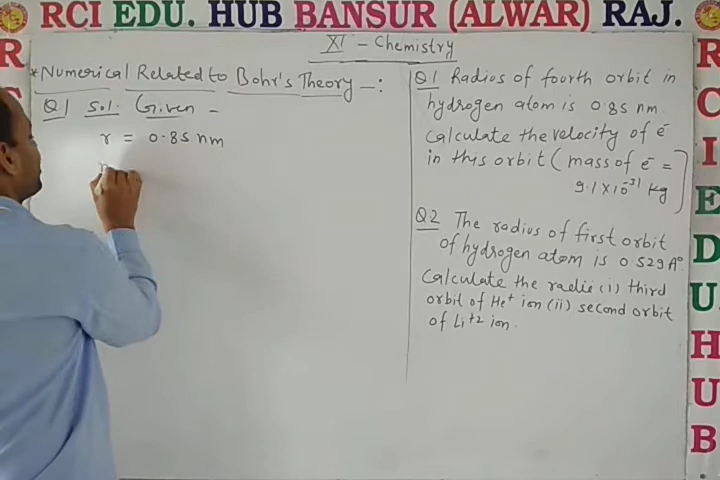 RCI EDU. HUB BANSUR (ALWAR) RAJ.
XI - Chemistry
*Numerical Related to Bohr's Theory -:
Q1 Sol. Given -
r = 0.85 nm
Q.1 Radius of fourth orbit in
hydrogen atom is 0.85 nm.
Calculate the velocity of e-
in this orbit (mass of e- =
9.1 X 10^-31 kg)
Q.2 The radius of first orbit
of hydrogen atom is 0.529 A°
Calculate the radie (i) third
orbit of He+ ion (ii) second orbit
of Li+2 ion.
R
C
I
E
D
U.
H
U
B
R